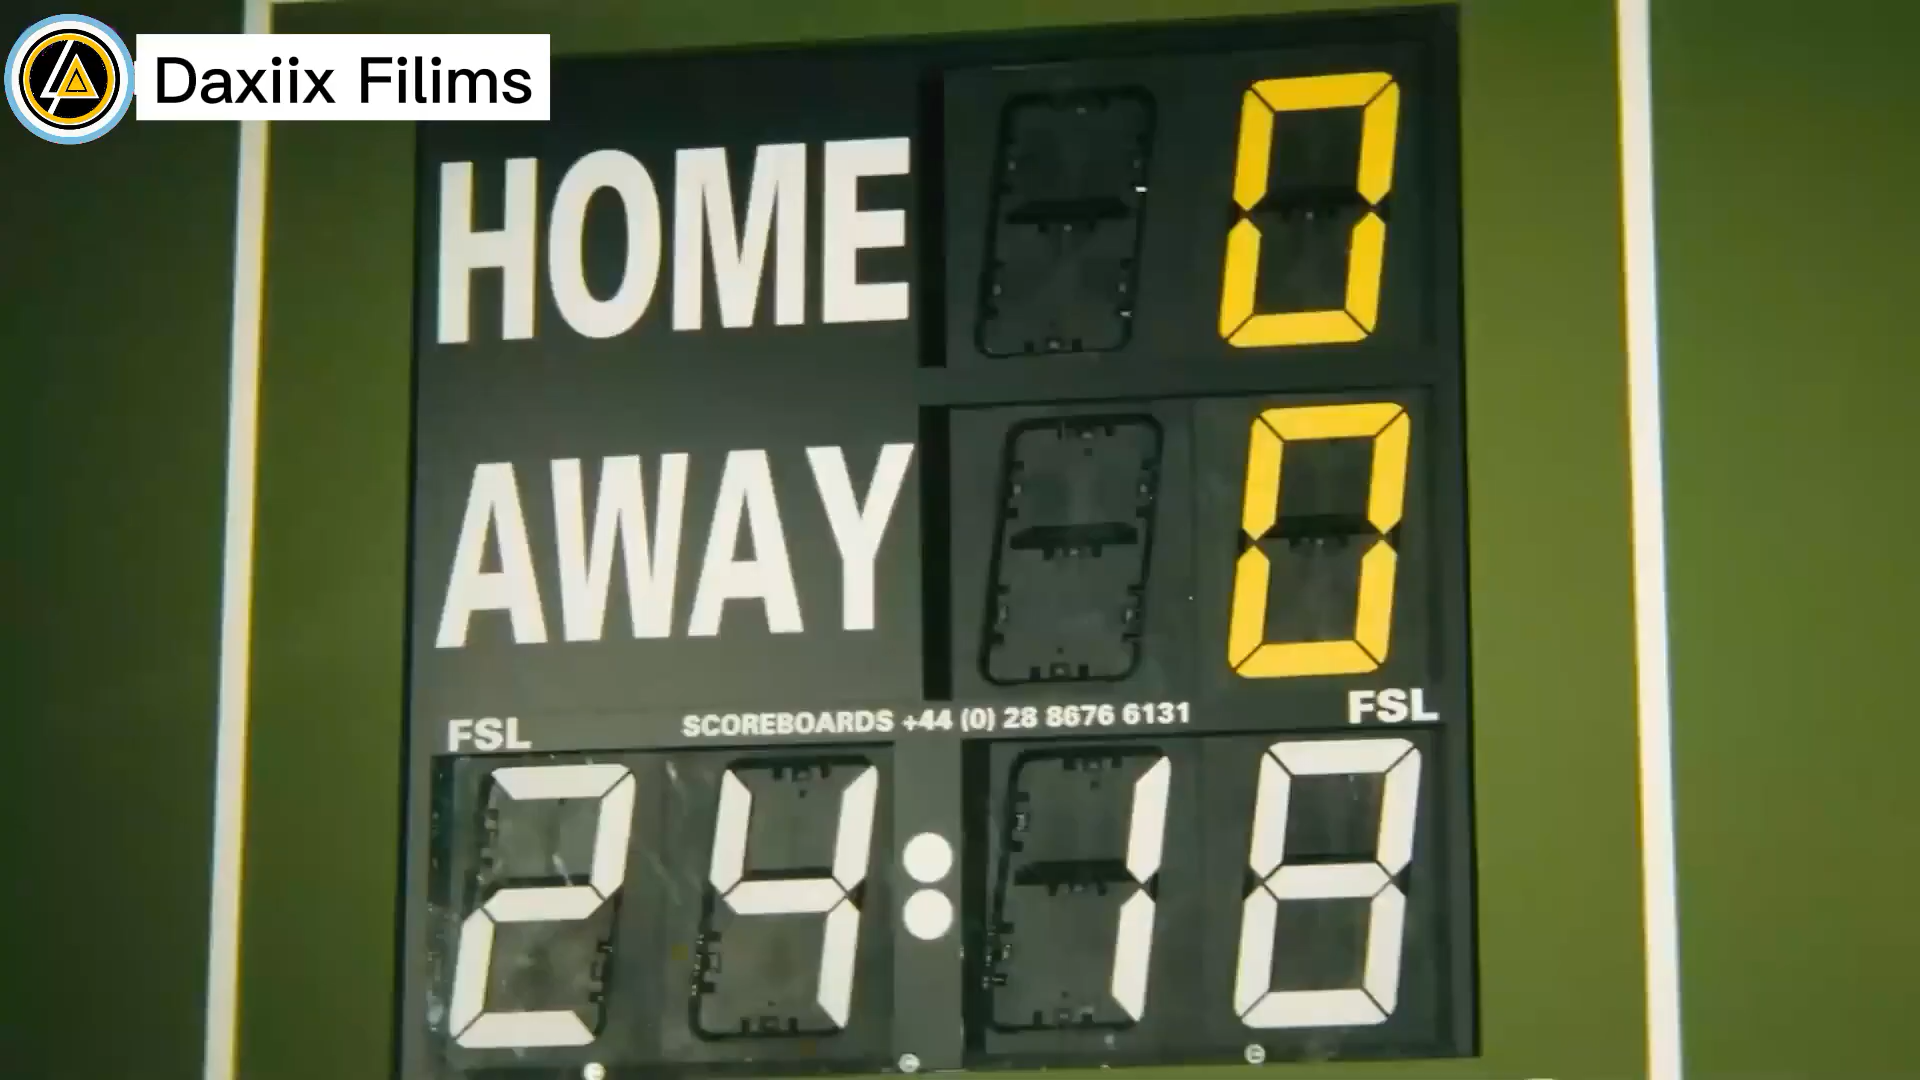 Daxiix Filims
HOME 0
AWAY 0
FSL SCOREBOARDS +44 (0) 28 8676 6131 FSL
24:18